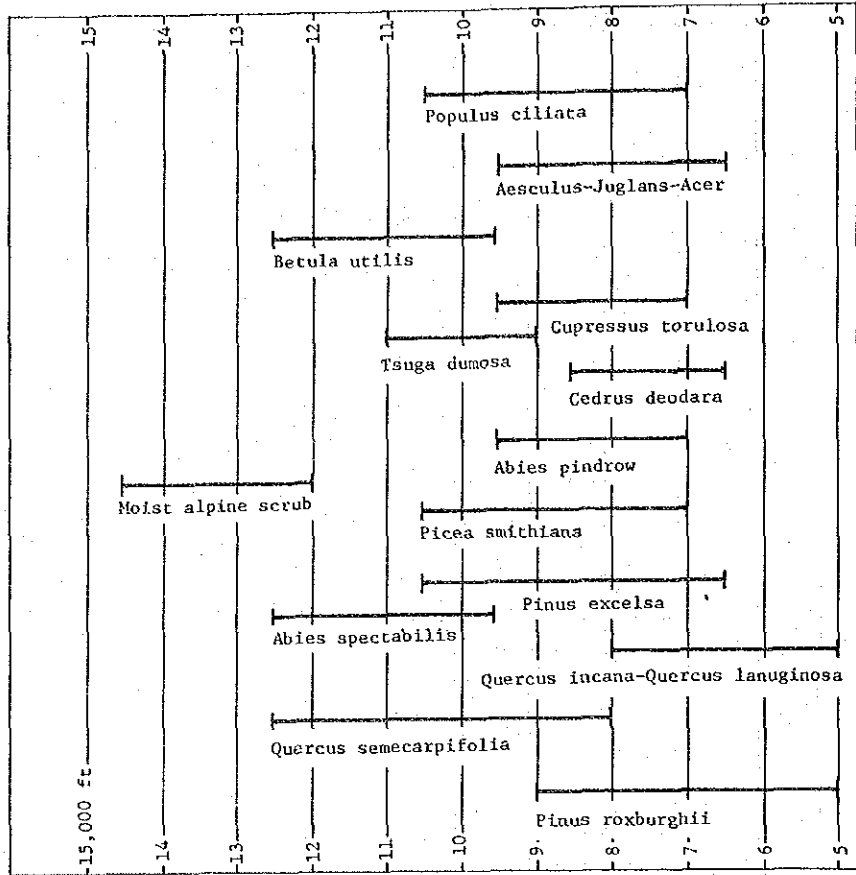 15
14
13
12
11
10
9
8
7
6
5
Populus ciliata
Aesculus-Juglans-Acer
Betula utilis
Cupressus torulosa
Tsuga dumosa
Cedrus deodara
Abies pindrow
Moist alpine scrub
Picea smithiana
Pinus excelsa
Abies spectabilis
Quercus incana-Quercus lanuginosa
Quercus semecarpifolia
Pinus roxburghii
15,000 ft
14
13
12
11
10
9
8
7
6
5